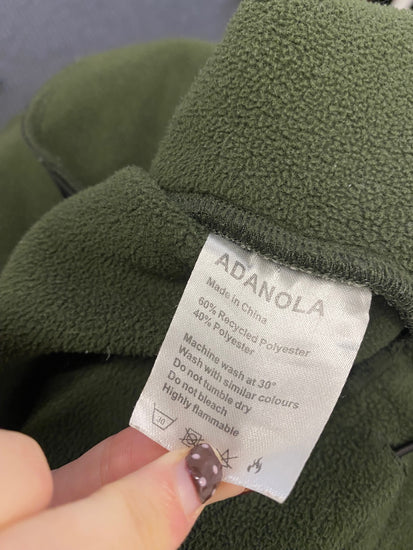 ADANOLA
Made in China
60% Recycled Polyester
40% Polyester
Machine wash at 30°
Wash with similar colours
Do not tumble dry
Do not bleach
Highly flammable
30